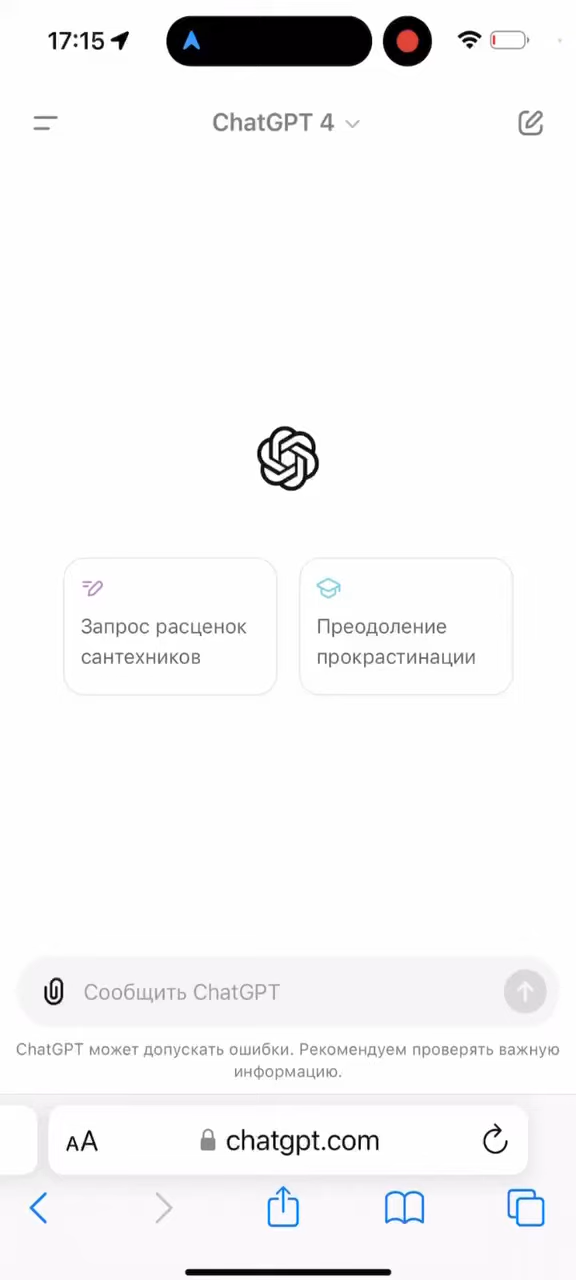 17:15
ChatGPT 4
Запрос расценок
сантехников
Преодоление
прокрастинации
Сообщить ChatGPT
ChatGPT может допускать ошибки. Рекомендуем проверять важную
информацию.
AA chatgpt.com